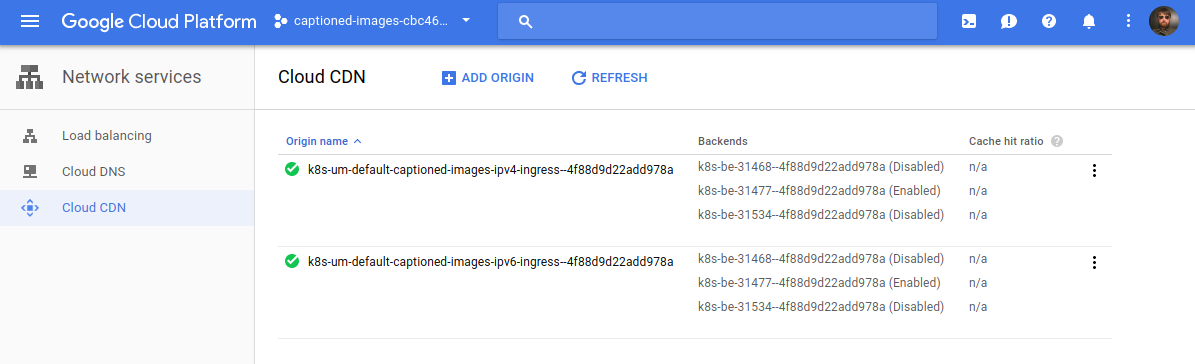 Google Cloud Platform captioned-images-cbc46...
Network services
Cloud CDN ADD ORIGIN REFRESH
Load balancing
Cloud DNS
Cloud CDN
Origin name Backends Cache hit ratio
k8s-um-default-captioned-images-ipv4-ingress--4f88d9d22add978a k8s-be-31468--4f88d9d22add978a (Disabled) n/a
k8s-be-31477--4f88d9d22add978a (Enabled) n/a
k8s-be-31534--4f88d9d22add978a (Disabled) n/a
k8s-um-default-captioned-images-ipv6-ingress--4f88d9d22add978a k8s-be-31468--4f88d9d22add978a (Disabled) n/a
k8s-be-31477--4f88d9d22add978a (Enabled) n/a
k8s-be-31534--4f88d9d22add978a (Disabled) n/a